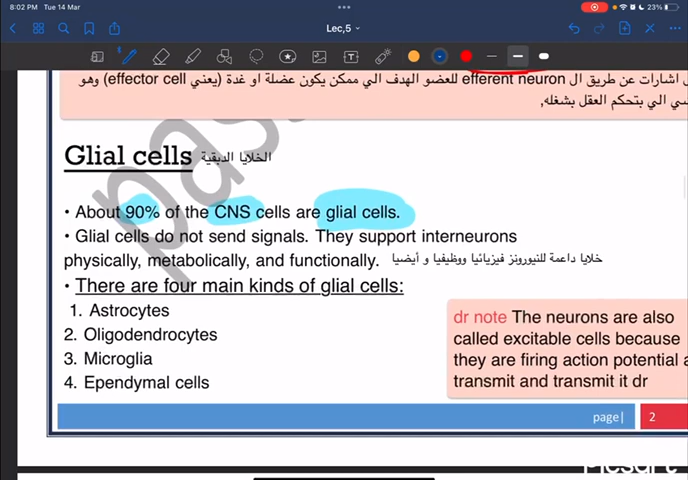 8:02 PM Tue 14 Mar
23%
Lec,5
اشارات عن طريق ال efferent neuron للعضو الهدف الي ممكن يكون عضلة او غدة (يعني effector cell) وهو
الي بتحكم العقل بشغله,
Glial cells الخلايا الدبقية
• About 90% of the CNS cells are glial cells.
• Glial cells do not send signals. They support interneurons
physically, metabolically, and functionally. خلايا داعمة للنيورونز فيزيائيا ووظيفيا و أيضيا
• There are four main kinds of glial cells:
1. Astrocytes
2. Oligodendrocytes
3. Microglia
4. Ependymal cells
dr note The neurons are also
called excitable cells because
they are firing action potential a
transmit and transmit it dr
page| 2